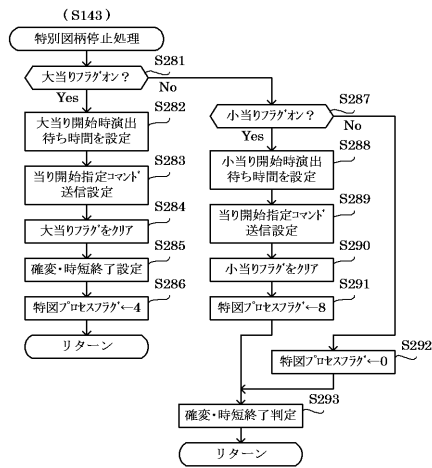 (S143)
特別図柄停止処理
S281
大当りフラグオン？
No
Yes
S282
大当り開始時演出
待ち時間を設定
S283
当り開始指定コマンド
送信設定
S284
大当りフラグをクリア
S285
確変・時短終了設定
S286
特図プロセスフラグ←4
リターン
S287
小当りフラグオン？
No
Yes
S288
小当り開始時演出
待ち時間を設定
S289
当り開始指定コマンド
送信設定
S290
小当りフラグをクリア
S291
特図プロセスフラグ←8
S292
特図プロセスフラグ←0
S293
確変・時短終了判定
リターン